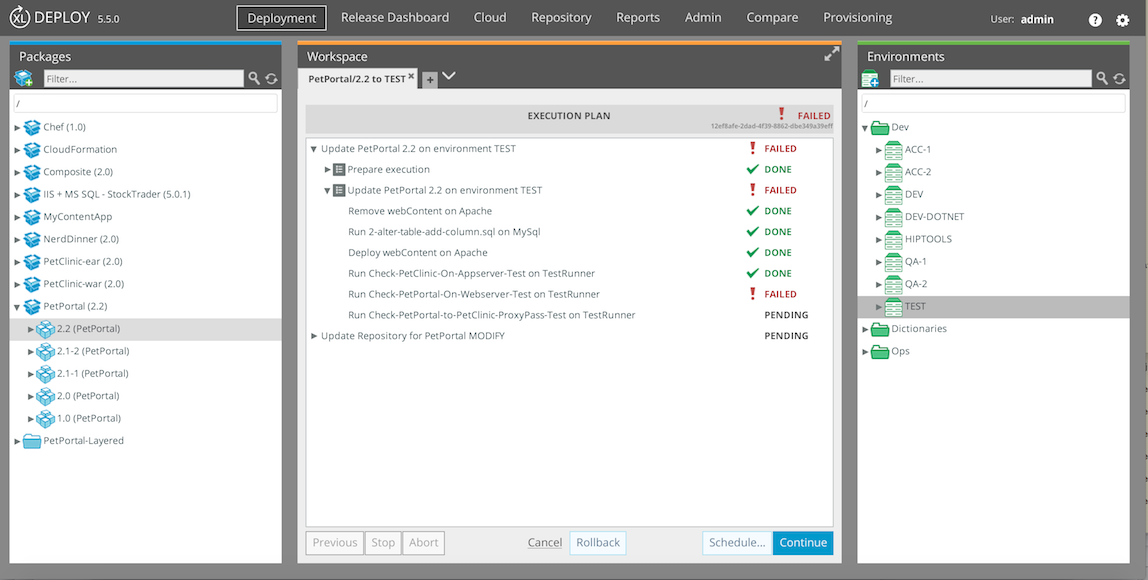 XL DEPLOY 5.5.0
Deployment Release Dashboard Cloud Repository Reports Admin Compare Provisioning
User: admin
Packages
Filter...
/
Chef (1.0)
CloudFormation
Composite (2.0)
IIS + MS SQL - StockTrader (5.0.1)
MyContentApp
NerdDinner (2.0)
PetClinic-ear (2.0)
PetClinic-war (2.0)
PetPortal (2.2)
2.2 (PetPortal)
2.1-2 (PetPortal)
2.1-1 (PetPortal)
2.0 (PetPortal)
1.0 (PetPortal)
PetPortal-Layered
Workspace
PetPortal/2.2 to TEST
EXECUTION PLAN FAILED
12ef8afe-2dad-4f39-8862-dbe349a39eff
Update PetPortal 2.2 on environment TEST FAILED
Prepare execution DONE
Update PetPortal 2.2 on environment TEST FAILED
Remove webContent on Apache DONE
Run 2-alter-table-add-column.sql on MySql DONE
Deploy webContent on Apache DONE
Run Check-PetClinic-On-Appserver-Test on TestRunner DONE
Run Check-PetPortal-On-Webserver-Test on TestRunner FAILED
Run Check-PetPortal-to-PetClinic-ProxyPass-Test on TestRunner PENDING
Update Repository for PetPortal MODIFY PENDING
Previous Stop Abort Cancel Rollback Schedule... Continue
Environments
Filter...
/
Dev
ACC-1
ACC-2
DEV
DEV-DOTNET
HIPTOOLS
QA-1
QA-2
TEST
Dictionaries
Ops